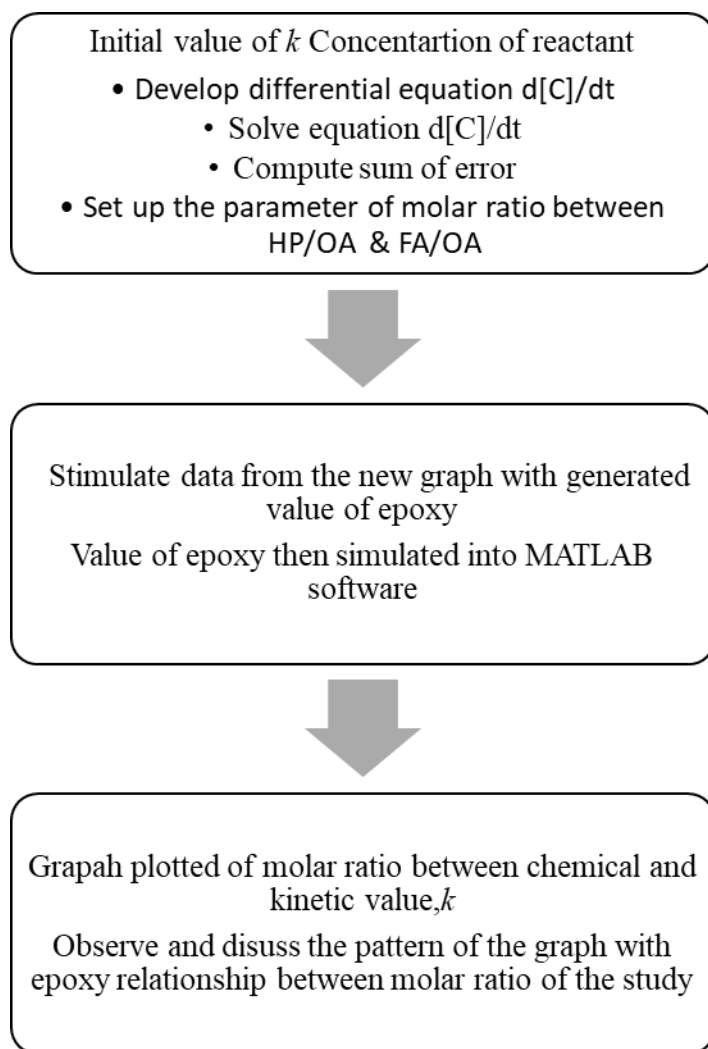 Initial value of k Concentartion of reactant
• Develop differential equation d[C]/dt
• Solve equation d[C]/dt
• Compute sum of error
• Set up the parameter of molar ratio between
HP/OA & FA/OA
Stimulate data from the new graph with generated
value of epoxy
Value of epoxy then simulated into MATLAB
software
Grapah plotted of molar ratio between chemical and
kinetic value,k
Observe and disuss the pattern of the graph with
epoxy relationship between molar ratio of the study